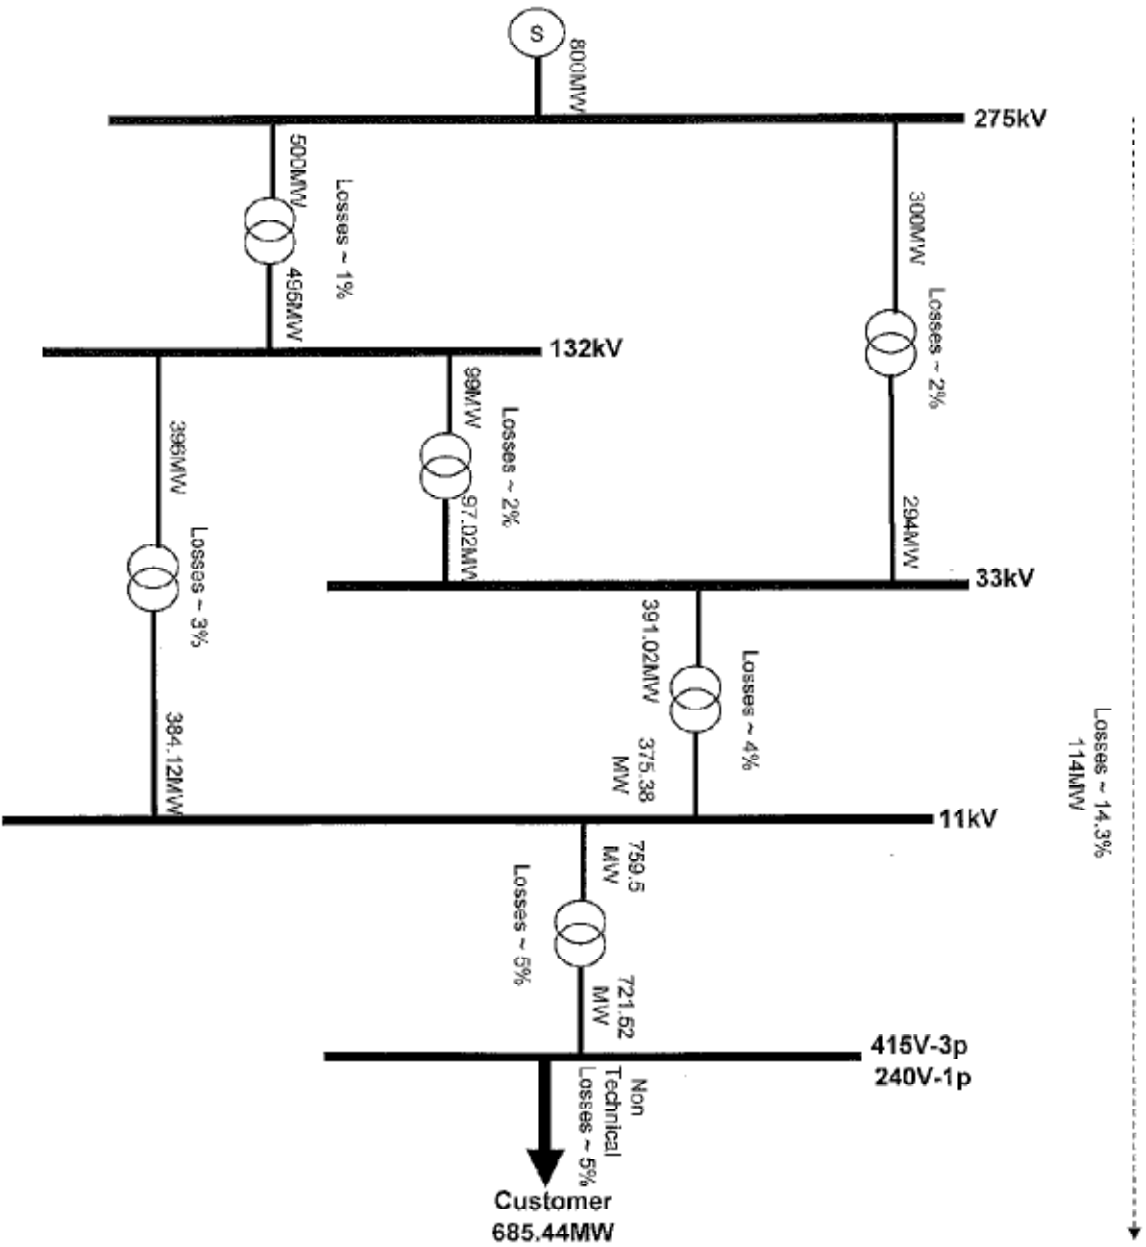 S
800MW
275kV
500MW
Losses ~ 1%
495MW
300MW
Losses ~ 2%
294MW
132kV
396MW
Losses ~ 3%
384.12MW
99MW
Losses ~ 2%
97.02MW
33kV
391.02MW
Losses ~ 4%
375.38
MW
11kV
759.5
MW
Losses ~ 5%
721.52
MW
415V-3p
240V-1p
Non
Technical
Losses ~ 5%
Customer
685.44MW
Losses ~ 14.3%
114MW